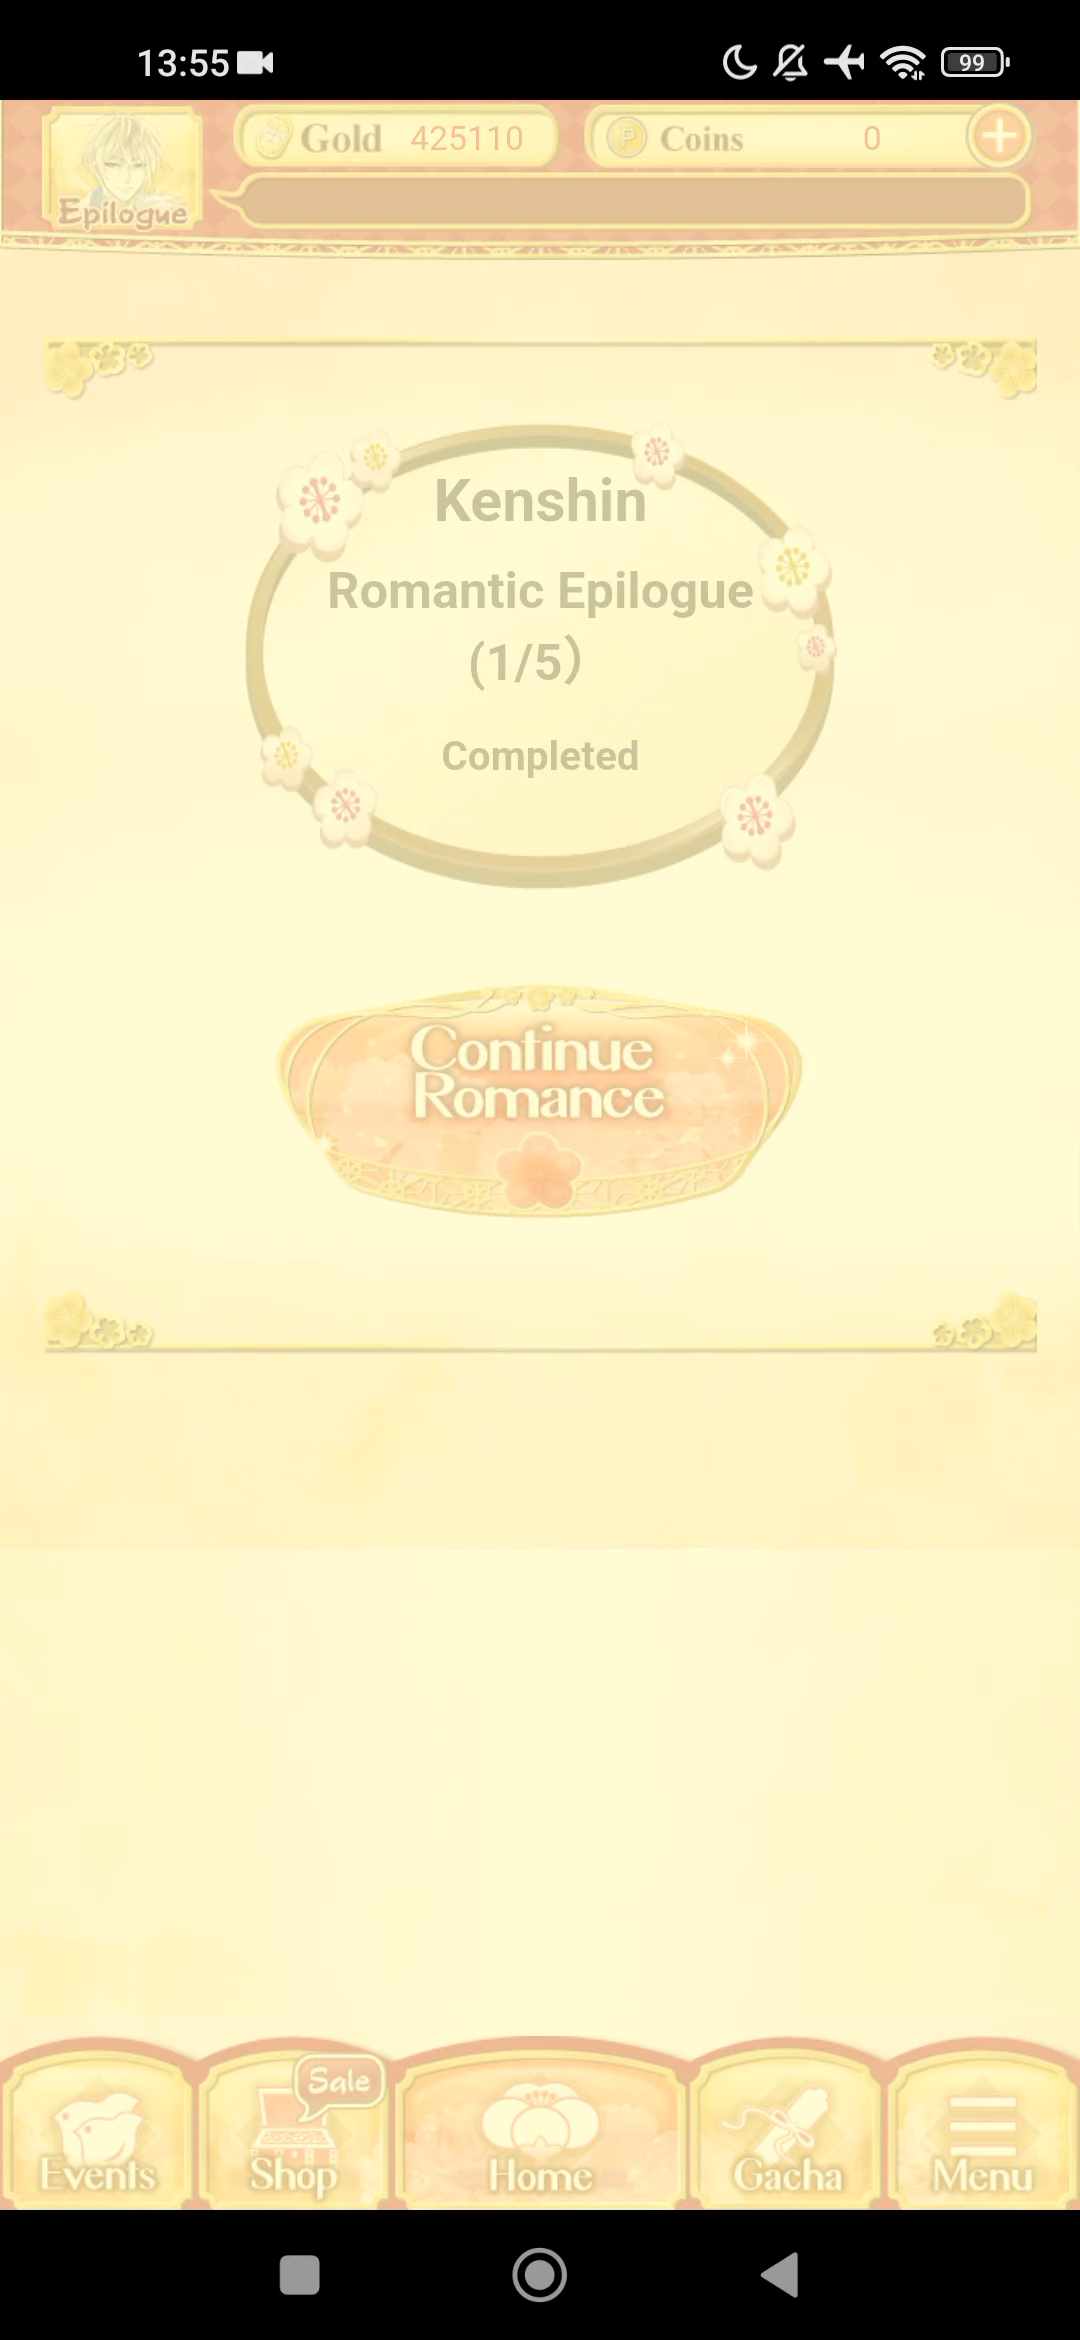 13:55
99
Gold 425110
Coins 0
Epilogue
Kenshin
Romantic Epilogue
(1/5）
Completed
Continue
Romance
Sale
Events
Shop
Home
Gacha
Menu